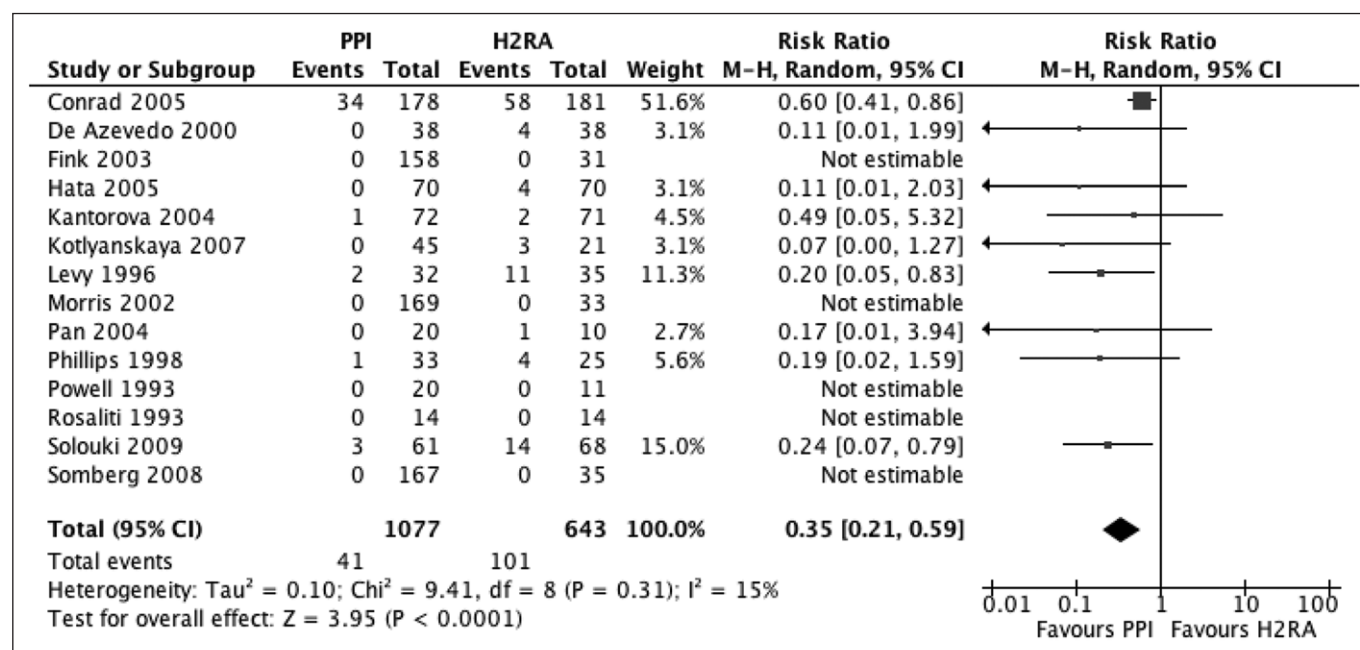 PPI H2RA Risk Ratio Risk Ratio
Study or Subgroup Events Total Events Total Weight M-H, Random, 95% CI M-H, Random, 95% CI
Conrad 2005 34 178 58 181 51.6% 0.60 [0.41, 0.86]
De Azevedo 2000 0 38 4 38 3.1% 0.11 [0.01, 1.99]
Fink 2003 0 158 0 31 Not estimable
Hata 2005 0 70 4 70 3.1% 0.11 [0.01, 2.03]
Kantorova 2004 1 72 2 71 4.5% 0.49 [0.05, 5.32]
Kotlyanskaya 2007 0 45 3 21 3.1% 0.07 [0.00, 1.27]
Levy 1996 2 32 11 35 11.3% 0.20 [0.05, 0.83]
Morris 2002 0 169 0 33 Not estimable
Pan 2004 0 20 1 10 2.7% 0.17 [0.01, 3.94]
Phillips 1998 1 33 4 25 5.6% 0.19 [0.02, 1.59]
Powell 1993 0 20 0 11 Not estimable
Rosaliti 1993 0 14 0 14 Not estimable
Solouki 2009 3 61 14 68 15.0% 0.24 [0.07, 0.79]
Somberg 2008 0 167 0 35 Not estimable
Total (95% CI) 1077 643 100.0% 0.35 [0.21, 0.59]
Total events 41 101
Heterogeneity: Tau² = 0.10; Chi² = 9.41, df = 8 (P = 0.31); I² = 15%
Test for overall effect: Z = 3.95 (P < 0.0001)
0.01 0.1 1 10 100
Favours PPI Favours H2RA